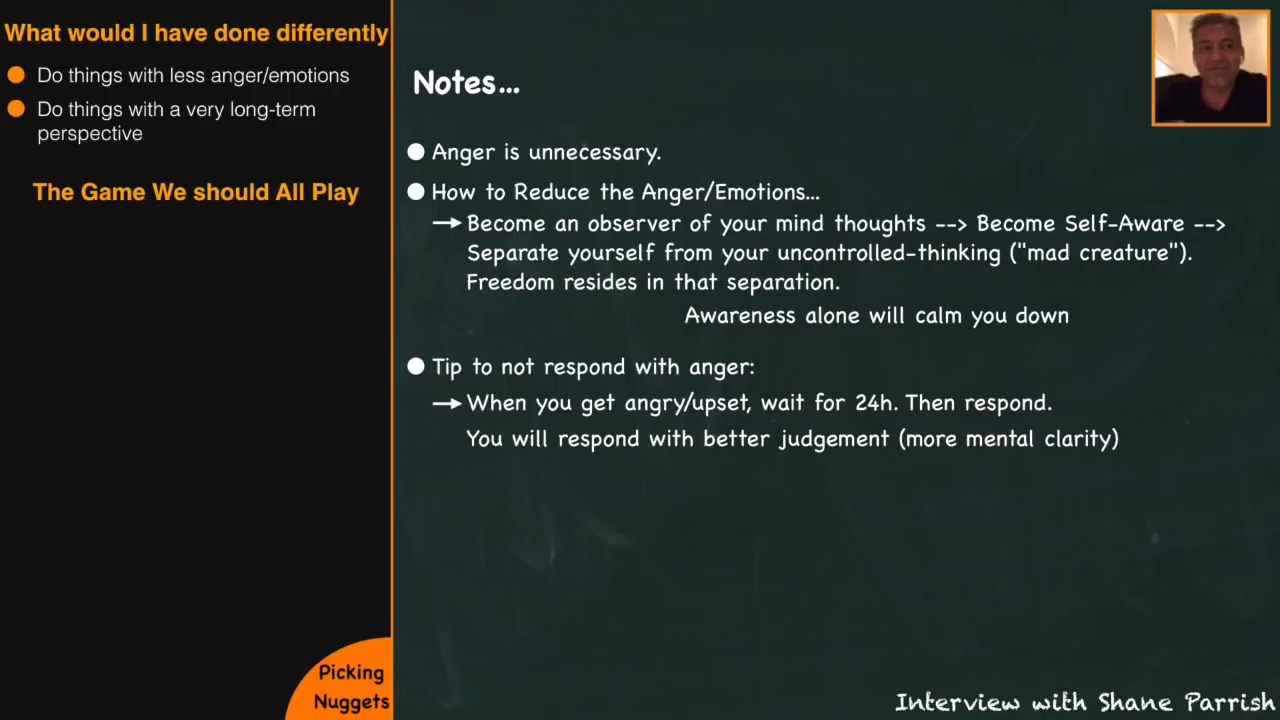 What would I have done differently
Do things with less anger/emotions
Do things with a very long-term
perspective
The Game We should All Play
Notes...
Anger is unnecessary.
How to Reduce the Anger/Emotions...
Become an observer of your mind thoughts --> Become Self-Aware -->
Separate yourself from your uncontrolled-thinking ("mad creature").
Freedom resides in that separation.
Awareness alone will calm you down
Tip to not respond with anger:
When you get angry/upset, wait for 24h. Then respond.
You will respond with better judgement (more mental clarity)
Picking
Nuggets
Interview with Shane Parrish